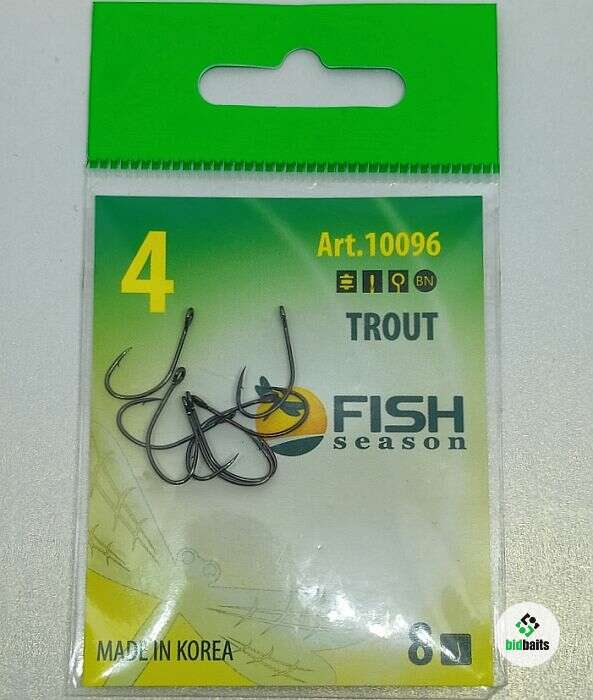 4
Art.10096
BN
TROUT
FISH
season
MADE IN KOREA
8
bidbaits